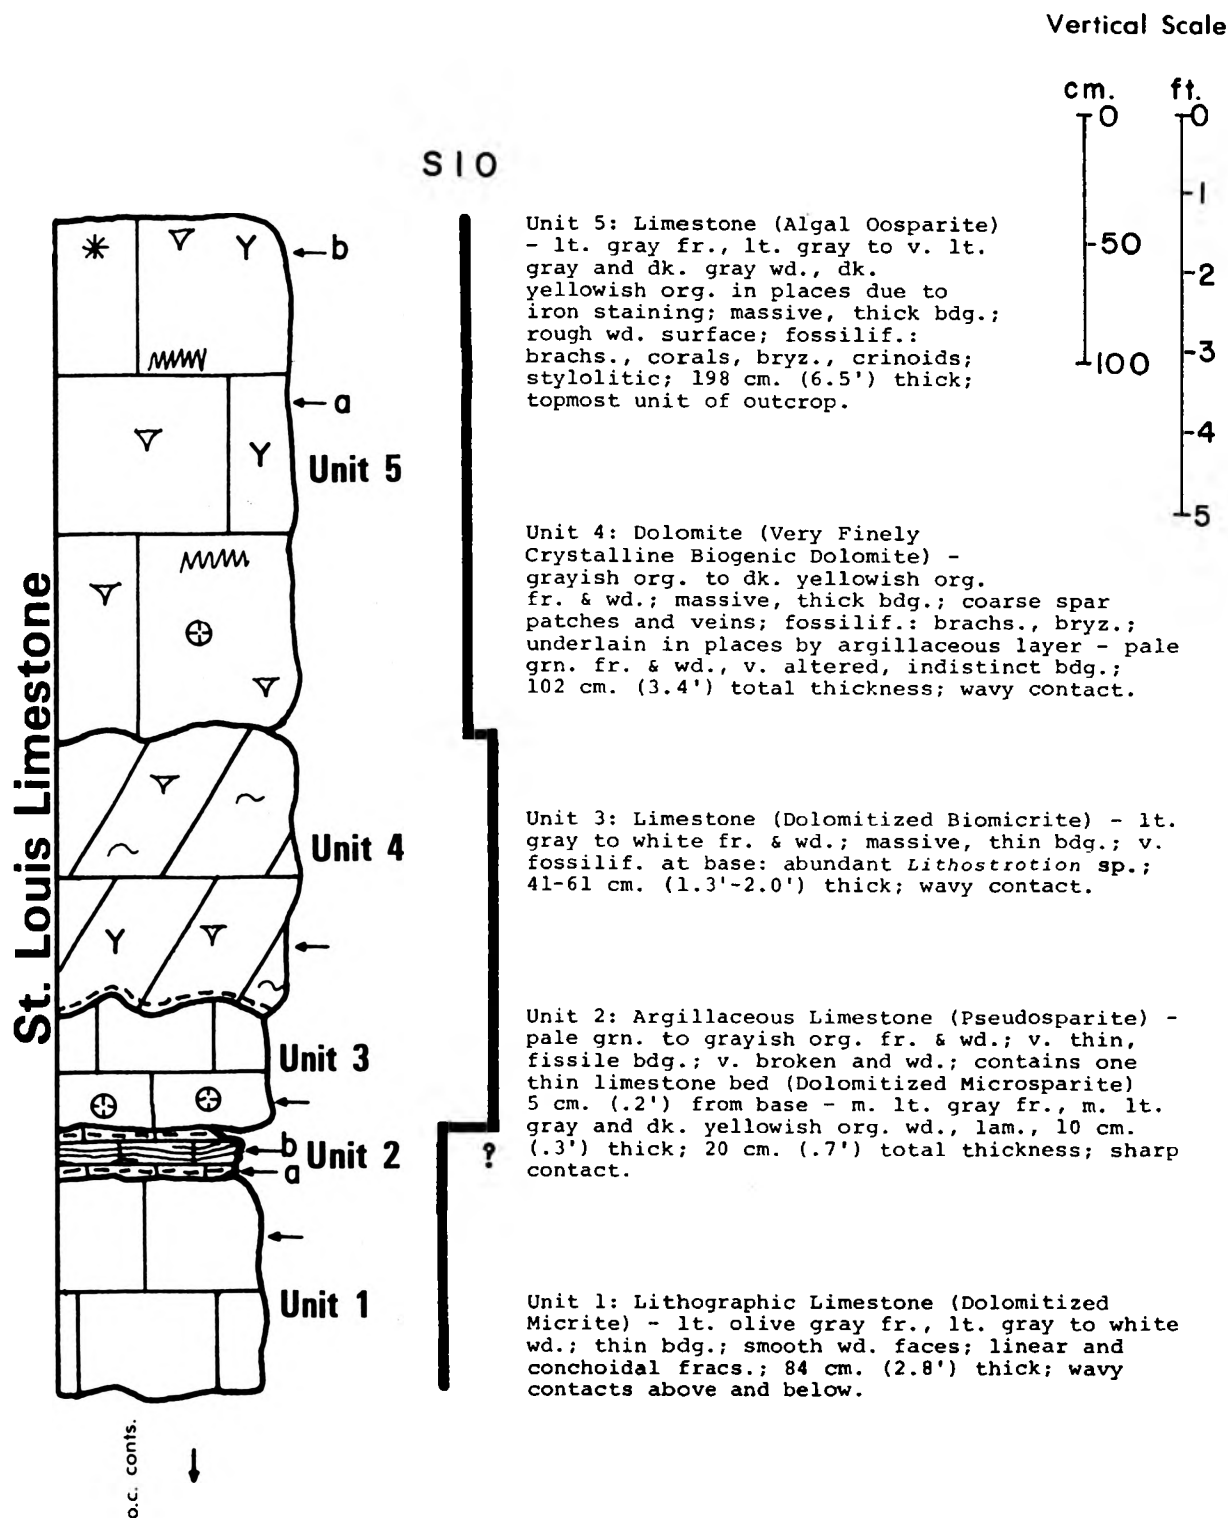 Vertical Scale
cm.
ft.
0
50
100
0
1
2
3
4
5
S I O
St. Louis Limestone
b
a
Unit 5
Unit 4
Unit 3
b
a
Unit 2
?
Unit 1
o.c. conts.
Unit 5: Limestone (Algal Oosparite)
- lt. gray fr., lt. gray to v. lt.
gray and dk. gray wd., dk.
yellowish org. in places due to
iron staining; massive, thick bdg.;
rough wd. surface; fossilif.:
brachs., corals, bryz., crinoids;
stylolitic; 198 cm. (6.5') thick;
topmost unit of outcrop.
Unit 4: Dolomite (Very Finely
Crystalline Biogenic Dolomite) -
grayish org. to dk. yellowish org.
fr. & wd.; massive, thick bdg.; coarse spar
patches and veins; fossilif.: brachs., bryz.;
underlain in places by argillaceous layer - pale
grn. fr. & wd., v. altered, indistinct bdg.;
102 cm. (3.4') total thickness; wavy contact.
Unit 3: Limestone (Dolomitized Biomicrite) - lt.
gray to white fr. & wd.; massive, thin bdg.; v.
fossilif. at base: abundant Lithostrotion sp.;
41-61 cm. (1.3'-2.0') thick; wavy contact.
Unit 2: Argillaceous Limestone (Pseudosparite) -
pale grn. to grayish org. fr. & wd.; v. thin,
fissile bdg.; v. broken and wd.; contains one
thin limestone bed (Dolomitized Microsparite)
5 cm. (.2') from base - m. lt. gray fr., m. lt.
gray and dk. yellowish org. wd., lam., 10 cm.
(.3') thick; 20 cm. (.7') total thickness; sharp
contact.
Unit 1: Lithographic Limestone (Dolomitized
Micrite) - lt. olive gray fr., lt. gray to white
wd.; thin bdg.; smooth wd. faces; linear and
conchoidal fracs.; 84 cm. (2.8') thick; wavy
contacts above and below.